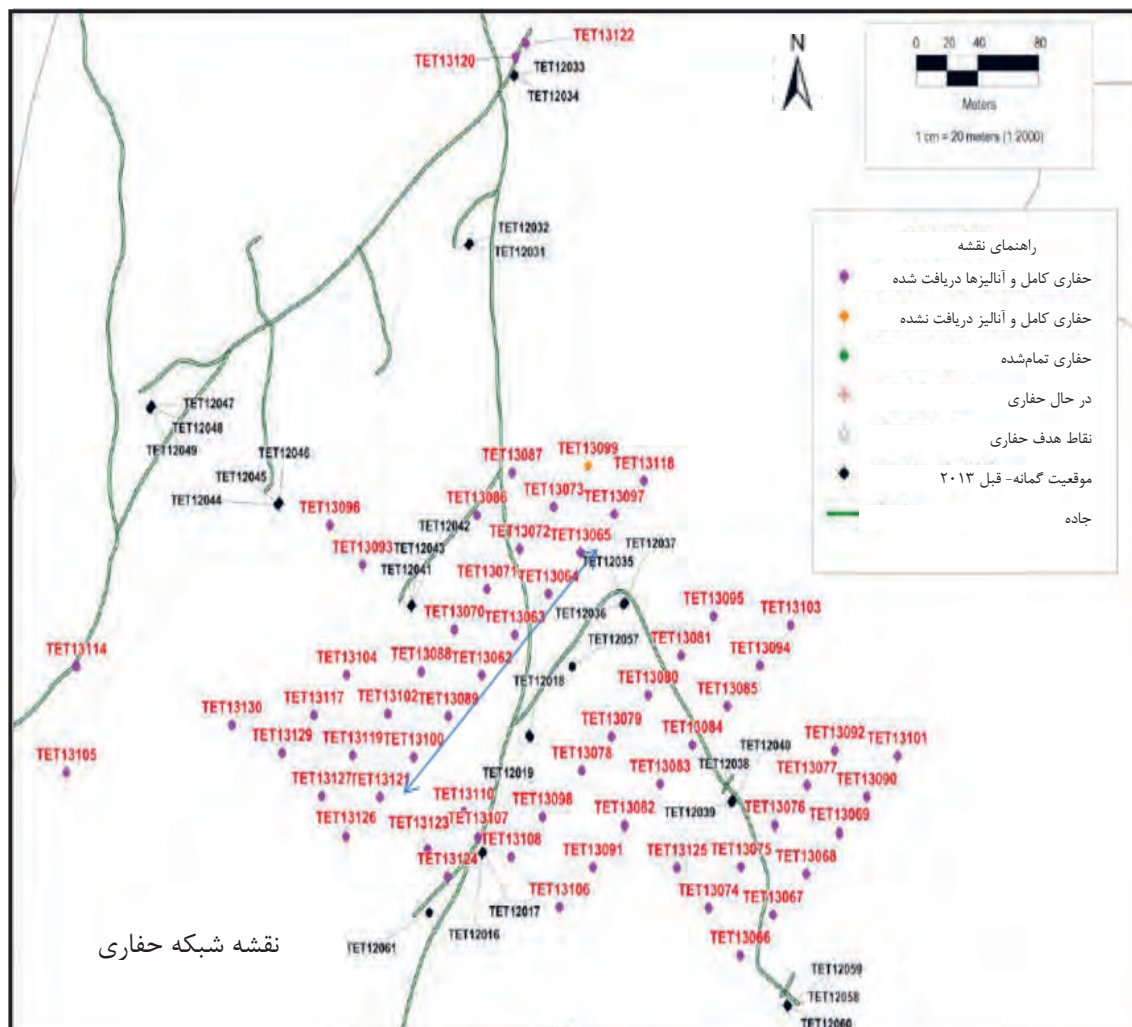 TET13122
TET13120
TET12033
TET12034
N
0 20 40 80
Meters
1 cm = 20 meters (1:2000)
راهنمای نقشه
حفاری کامل و آنالیزها دریافت شده
حفاری کامل و آنالیز دریافت نشده
حفاری تمام‌شده
در حال حفاری
نقاط هدف حفاری
موقعیت گمانه- قبل ۲۰۱۳
جاده
TET12032
TET12031
TET12047
TET12048
TET12049
TET12046
TET12045
TET12044
TET13099
TET13087
TET13118
TET13073
TET13086
TET13097
TET13096
TET12042
TET13072
TET13065
TET12037
TET12043
TET13093
TET12035
TET12041
TET13071
TET13064
TET13095
TET13103
TET13070
TET13063
TET12036
TET12057
TET13081
TET13114
TET13104
TET13088
TET13062
TET12018
TET13094
TET13080
TET13085
TET13130
TET13117
TET13102
TET13089
TET13079
TET13084
TET13129
TET13119
TET13100
TET13078
TET12040
TET12038
TET13092
TET13101
TET13105
TET13127
TET13121
TET12019
TET13083
TET13077
TET13090
TET13110
TET13098
TET13082
TET12039
TET13076
TET13069
TET13126
TET13123
TET13107
TET13108
TET13091
TET13125
TET13075
TET13068
TET13124
TET13106
TET13074
TET13067
TET12017
TET12016
TET12061
TET13066
نقشه شبکه حفاری
TET12059
TET12058
TET12060